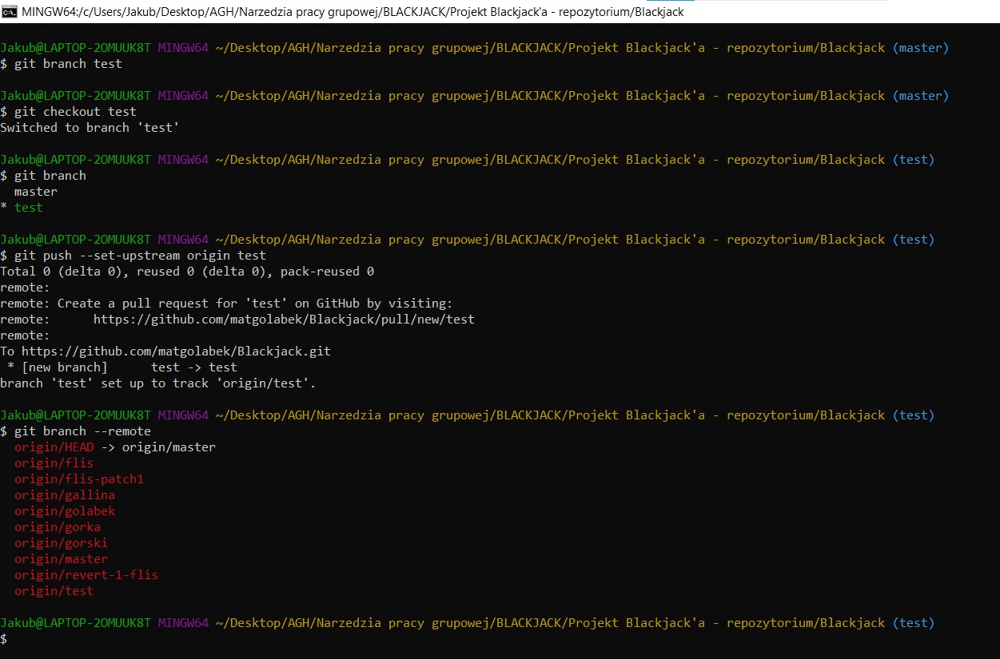 MINGW64:/c/Users/Jakub/Desktop/AGH/Narzedzia pracy grupowej/BLACKJACK/Projekt Blackjack'a - repozytorium/Blackjack
Jakub@LAPTOP-2OMUUK8T MINGW64 ~/Desktop/AGH/Narzedzia pracy grupowej/BLACKJACK/Projekt Blackjack'a - repozytorium/Blackjack (master)
$ git branch test
Jakub@LAPTOP-2OMUUK8T MINGW64 ~/Desktop/AGH/Narzedzia pracy grupowej/BLACKJACK/Projekt Blackjack'a - repozytorium/Blackjack (master)
$ git checkout test
Switched to branch 'test'
Jakub@LAPTOP-2OMUUK8T MINGW64 ~/Desktop/AGH/Narzedzia pracy grupowej/BLACKJACK/Projekt Blackjack'a - repozytorium/Blackjack (test)
$ git branch
  master
* test
Jakub@LAPTOP-2OMUUK8T MINGW64 ~/Desktop/AGH/Narzedzia pracy grupowej/BLACKJACK/Projekt Blackjack'a - repozytorium/Blackjack (test)
$ git push --set-upstream origin test
Total 0 (delta 0), reused 0 (delta 0), pack-reused 0
remote:
remote: Create a pull request for 'test' on GitHub by visiting:
remote:      https://github.com/matgolabek/Blackjack/pull/new/test
remote:
To https://github.com/matgolabek/Blackjack.git
 * [new branch]      test -> test
branch 'test' set up to track 'origin/test'.
Jakub@LAPTOP-2OMUUK8T MINGW64 ~/Desktop/AGH/Narzedzia pracy grupowej/BLACKJACK/Projekt Blackjack'a - repozytorium/Blackjack (test)
$ git branch --remote
  origin/HEAD -> origin/master
  origin/flis
  origin/flis-patch1
  origin/gallina
  origin/golabek
  origin/gorka
  origin/gorski
  origin/master
  origin/revert-1-flis
  origin/test
Jakub@LAPTOP-2OMUUK8T MINGW64 ~/Desktop/AGH/Narzedzia pracy grupowej/BLACKJACK/Projekt Blackjack'a - repozytorium/Blackjack (test)
$